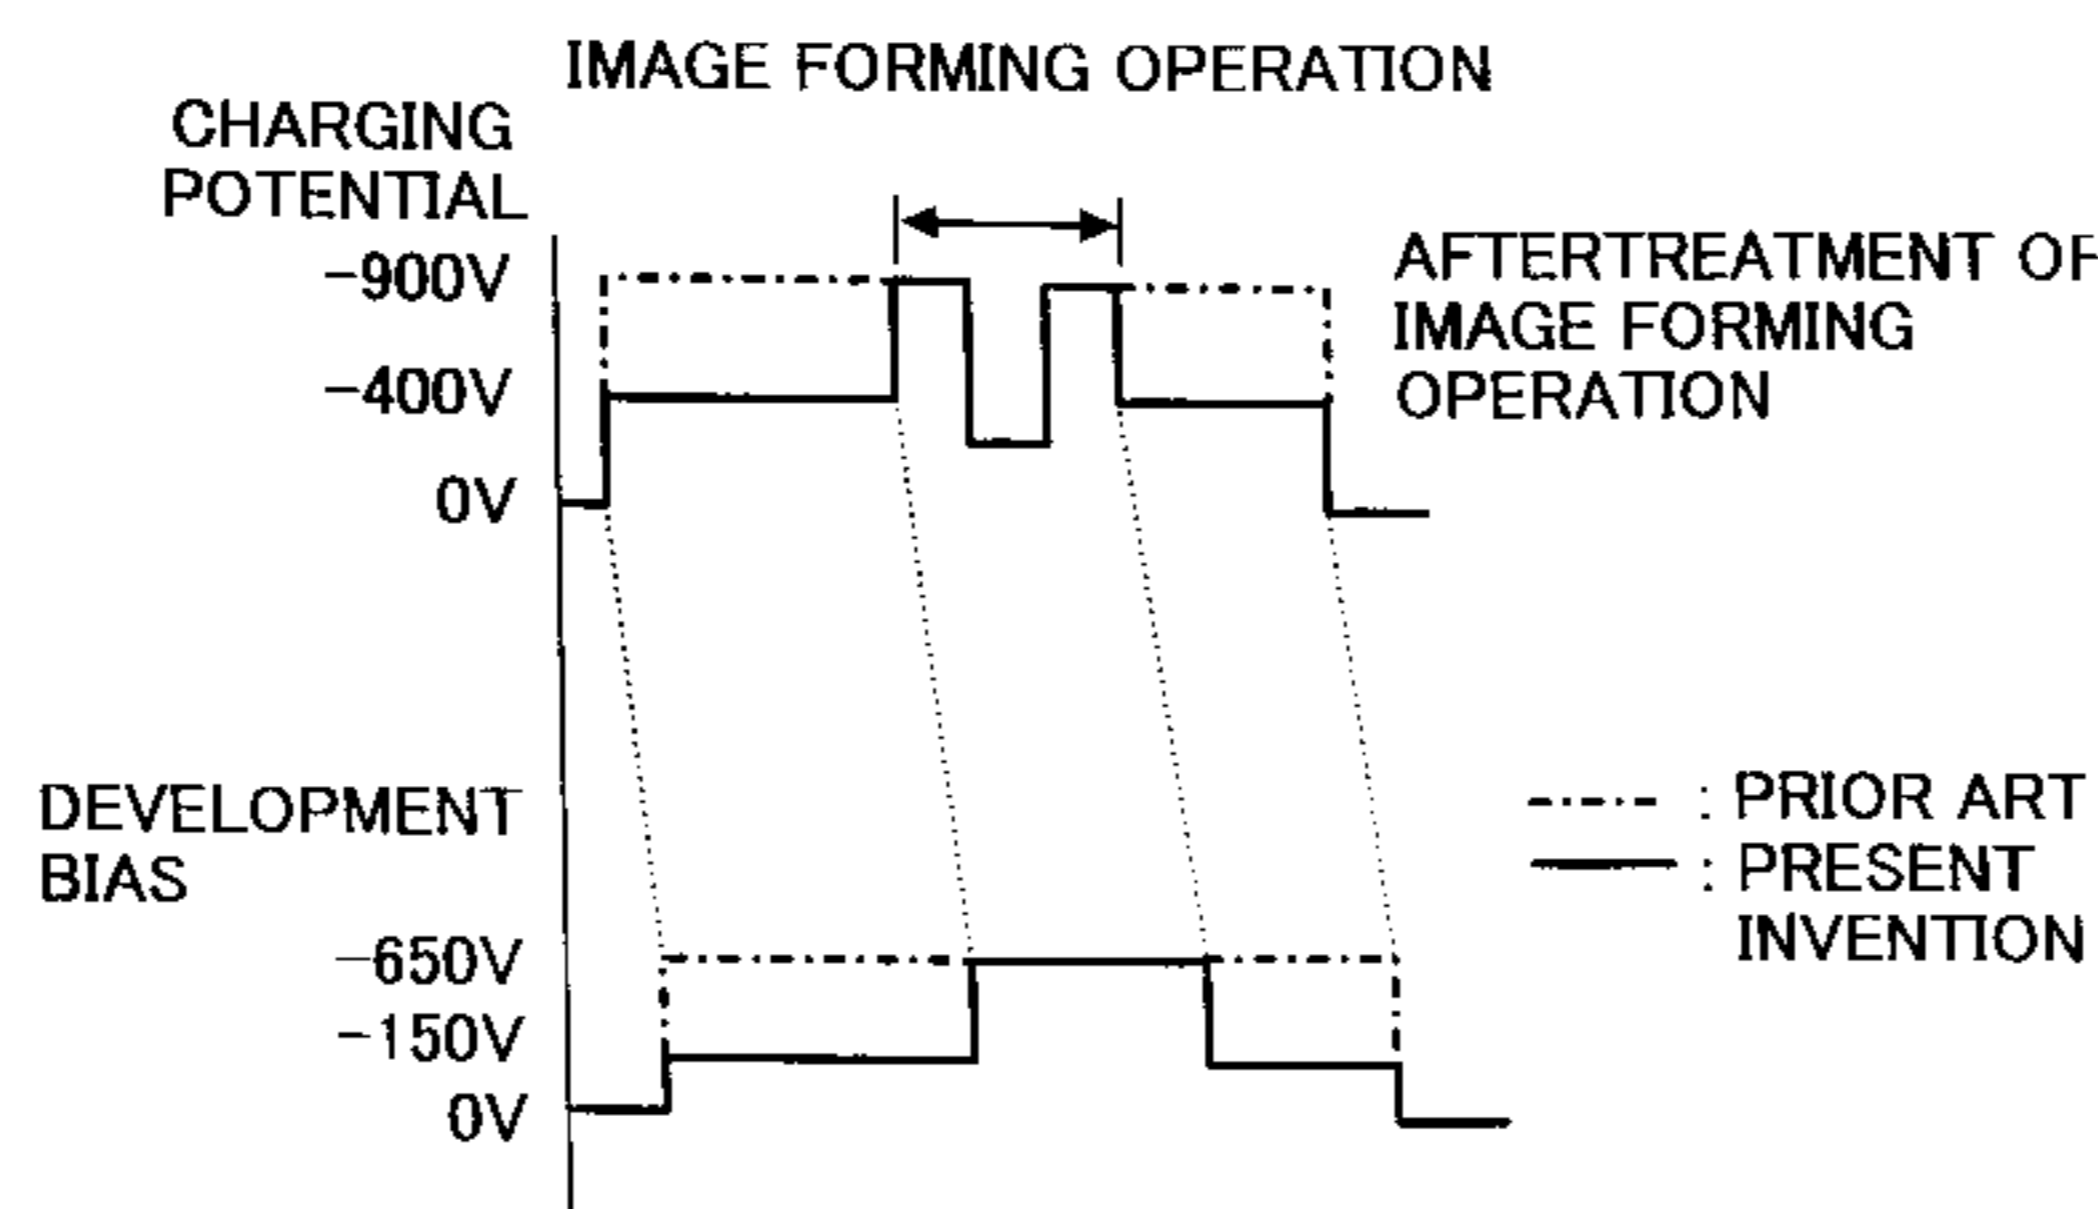 IMAGE FORMING OPERATION
CHARGING
POTENTIAL
-900V
-400V
0V
AFTERTREATMENT OF
IMAGE FORMING
OPERATION
DEVELOPMENT
BIAS
-650V
-150V
0V
: PRIOR ART
: PRESENT
INVENTION